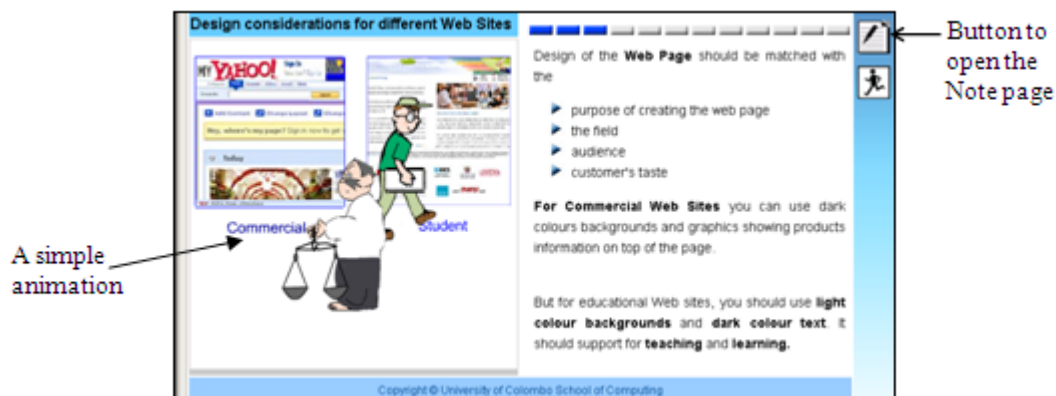 Design considerations for different Web Sites
MY YAHOO!
Today
Commercial
Student
A simple
animation
Design of the Web Page should be matched with
the
purpose of creating the web page
the field
audience
customer's taste
For Commercial Web Sites you can use dark
colours backgrounds and graphics showing products
information on top of the page.
But for educational Web sites, you should use light
colour backgrounds and dark colour text. It
should support for teaching and learning.
Button to
open the
Note page
Copyright © University of Colombo School of Computing